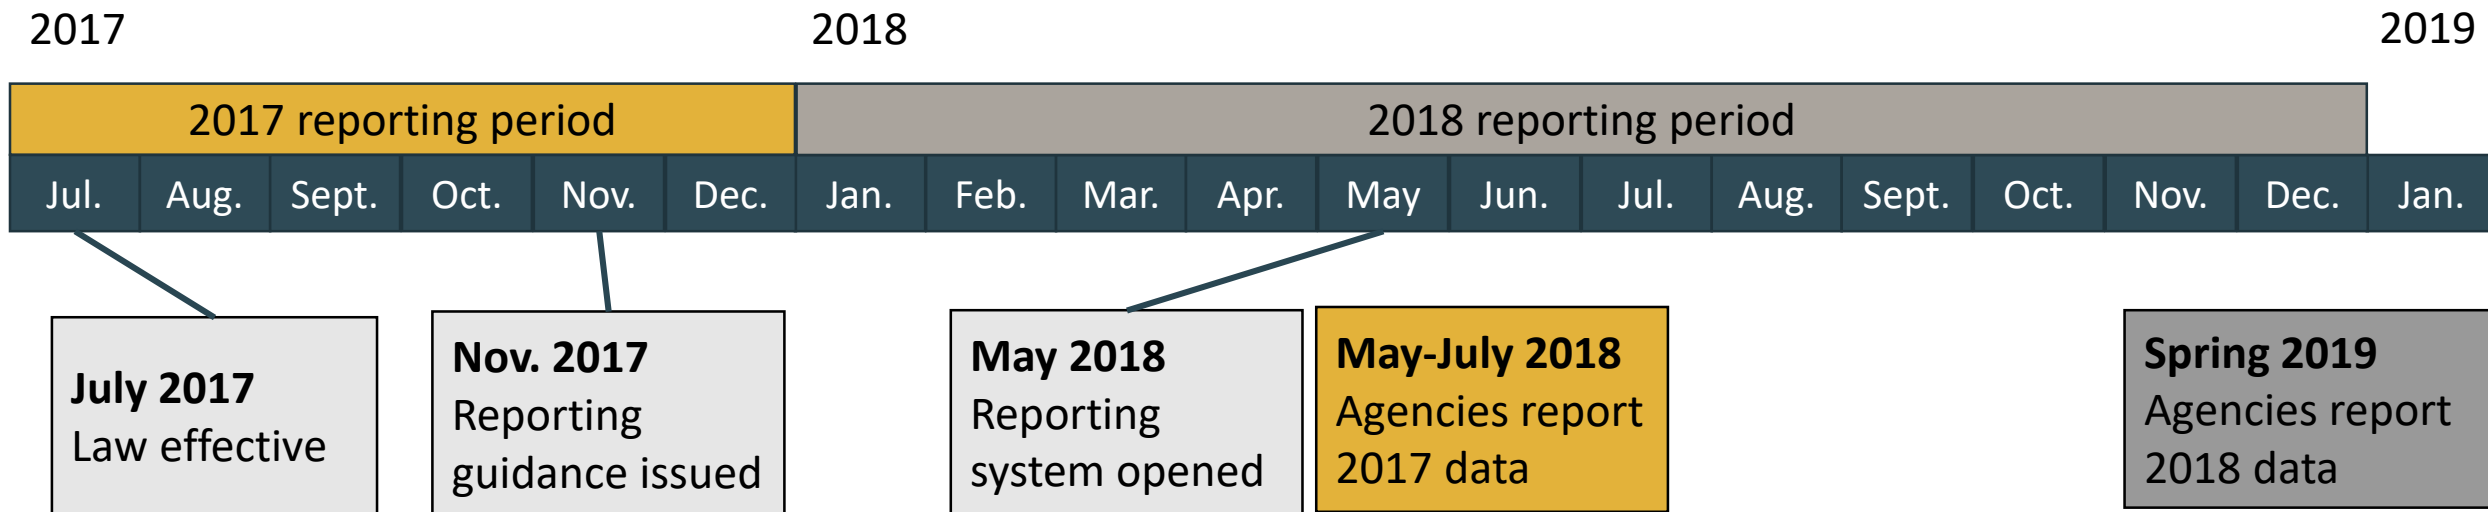 2017 2018 2019
2017 reporting period 2018 reporting period
Jul. Aug. Sept. Oct. Nov. Dec. Jan. Feb. Mar. Apr. May Jun. Jul. Aug. Sept. Oct. Nov. Dec. Jan.
July 2017
Law effective
Nov. 2017
Reporting
guidance issued
May 2018
Reporting
system opened
May-July 2018
Agencies report
2017 data
Spring 2019
Agencies report
2018 data